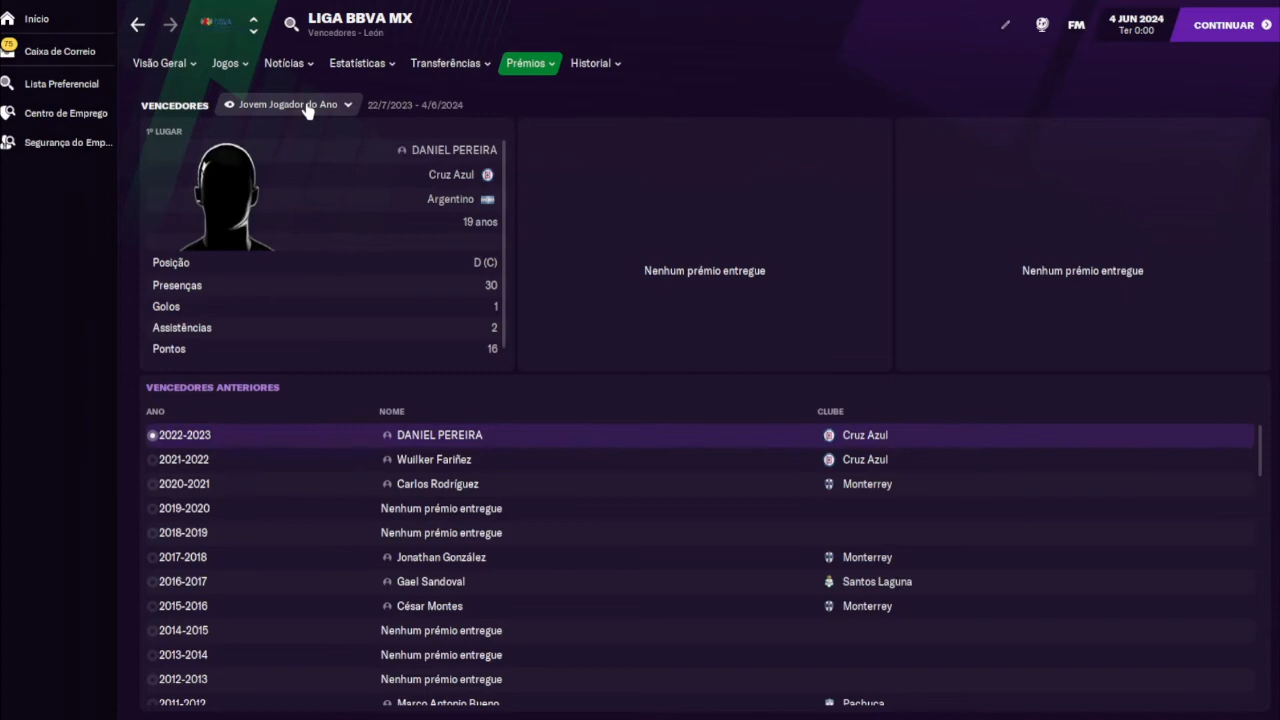 Início
75
Caixa de Correio
Lista Preferencial
Centro de Emprego
Segurança do Emp...
LIGA BBVA MX
Vencedores - León
FM
4 JUN 2024
Ter 0:00
CONTINUAR
Visão Geral
Jogos
Notícias
Estatísticas
Transferências
Prémios
Historial
VENCEDORES
Jovem Jogador do Ano
22/7/2023 - 4/6/2024
1º LUGAR
DANIEL PEREIRA
Cruz Azul
Argentino
19 anos
Posição D (C)
Presenças 30
Golos 1
Assistências 2
Pontos 16
Nenhum prémio entregue
Nenhum prémio entregue
VENCEDORES ANTERIORES
ANO NOME CLUBE
2022-2023 DANIEL PEREIRA Cruz Azul
2021-2022 Wuilker Fariñez Cruz Azul
2020-2021 Carlos Rodríguez Monterrey
2019-2020 Nenhum prémio entregue
2018-2019 Nenhum prémio entregue
2017-2018 Jonathan González Monterrey
2016-2017 Gael Sandoval Santos Laguna
2015-2016 César Montes Monterrey
2014-2015 Nenhum prémio entregue
2013-2014 Nenhum prémio entregue
2012-2013 Nenhum prémio entregue
2011-2012 Marco Antonio Bueno Pachuca